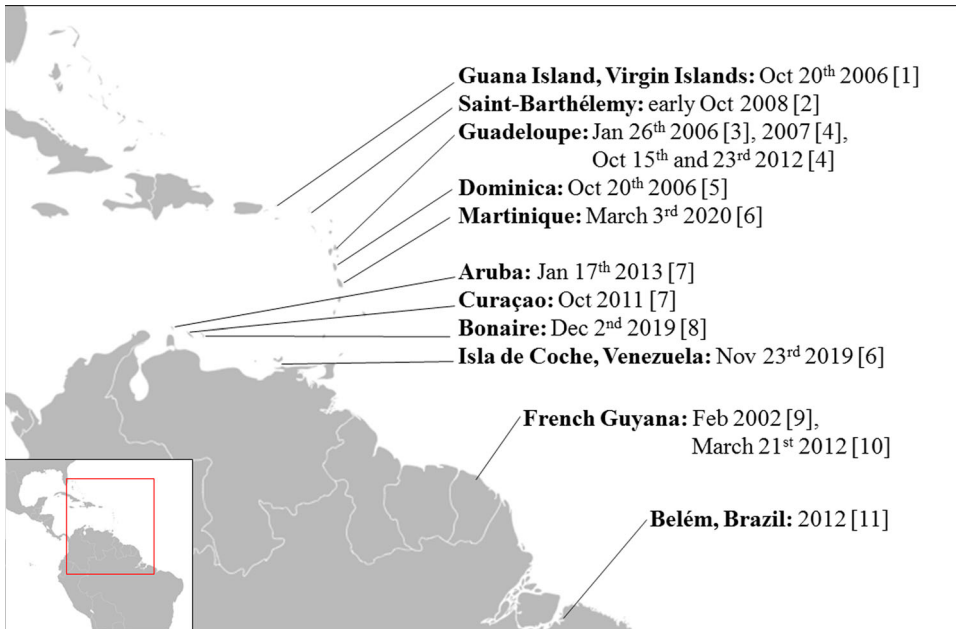 Guana Island, Virgin Islands: Oct 20th 2006 [1]
Saint-Barthélemy: early Oct 2008 [2]
Guadeloupe: Jan 26th 2006 [3], 2007 [4],
Oct 15th and 23rd 2012 [4]
Dominica: Oct 20th 2006 [5]
Martinique: March 3rd 2020 [6]
Aruba: Jan 17th 2013 [7]
Curaçao: Oct 2011 [7]
Bonaire: Dec 2nd 2019 [8]
Isla de Coche, Venezuela: Nov 23rd 2019 [6]
French Guyana: Feb 2002 [9],
March 21st 2012 [10]
Belém, Brazil: 2012 [11]